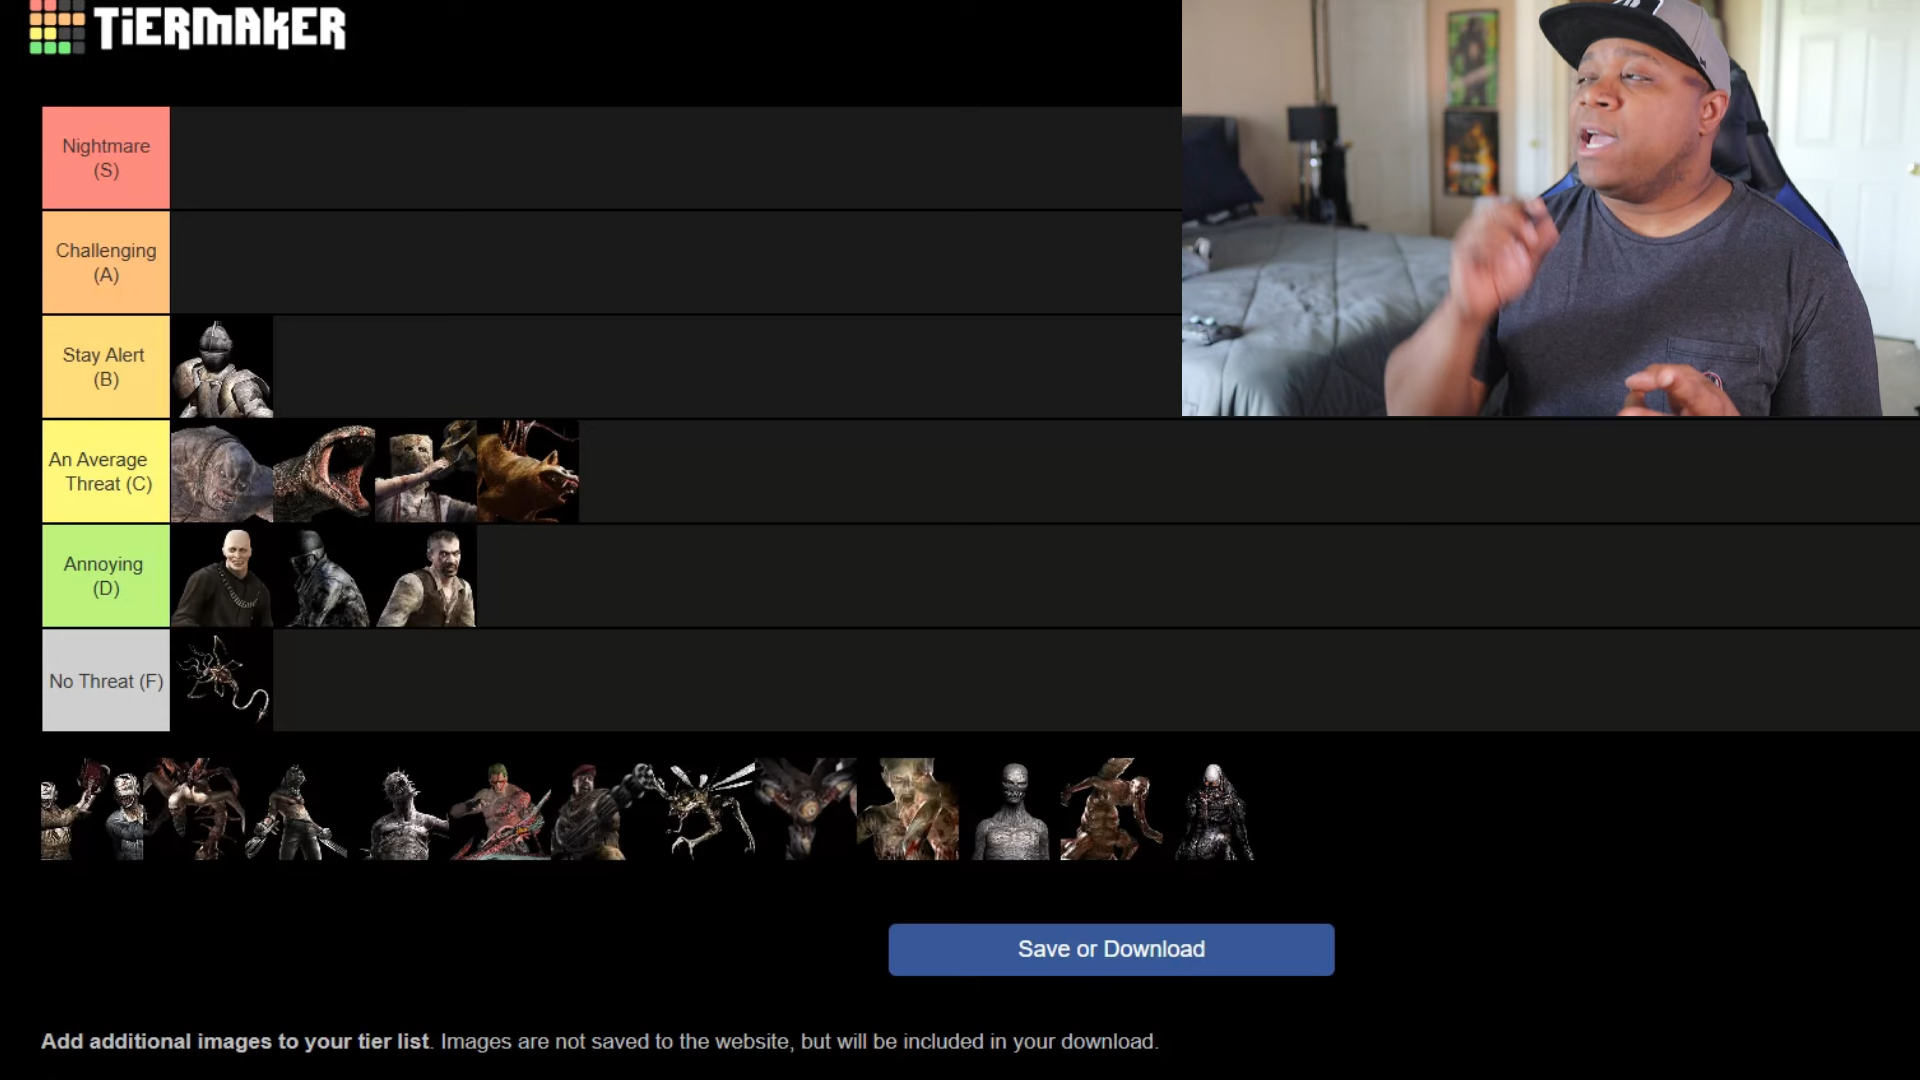 TiERMAKER
Nightmare
(S)
Challenging
(A)
Stay Alert
(B)
An Average
Threat (C)
Annoying
(D)
No Threat (F)
Save or Download
Add additional images to your tier list. Images are not saved to the website, but will be included in your download.